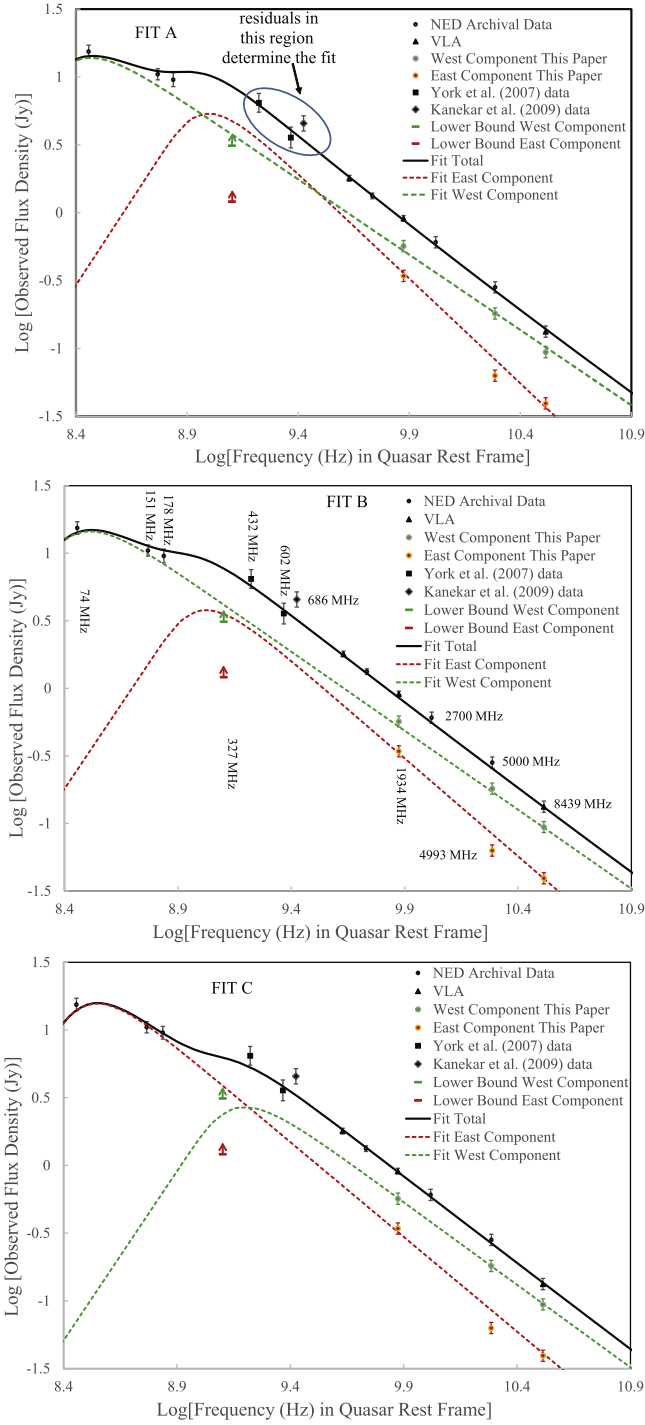 FIT A
residuals in
this region
determine the fit
NED Archival Data
VLA
West Component This Paper
East Component This Paper
York et al. (2007) data
Kanekar et al. (2009) data
Lower Bound West Component
Lower Bound East Component
Fit Total
Fit East Component
Fit West Component
Log [Observed Flux Density (Jy)]
1.5
1
0.5
0
-0.5
-1
-1.5
8.4
8.9
9.4
9.9
10.4
10.9
Log[Frequency (Hz) in Quasar Rest Frame]
FIT B
NED Archival Data
VLA
West Component This Paper
East Component This Paper
York et al. (2007) data
Kanekar et al. (2009) data
Lower Bound West Component
Lower Bound East Component
Fit Total
Fit East Component
Fit West Component
74 MHz
151 MHz
178 MHz
432 MHz
602 MHz
686 MHz
327 MHz
1934 MHz
2700 MHz
5000 MHz
4993 MHz
8439 MHz
Log [Observed Flux Density (Jy)]
1.5
1
0.5
0
-0.5
-1
-1.5
8.4
8.9
9.4
9.9
10.4
10.9
Log[Frequency (Hz) in Quasar Rest Frame]
FIT C
NED Archival Data
VLA
West Component This Paper
East Component This Paper
York et al. (2007) data
Kanekar et al. (2009) data
Lower Bound West Component
Lower Bound East Component
Fit Total
Fit East Component
Fit West Component
Log [Observed Flux Density (Jy)]
1.5
1
0.5
0
-0.5
-1
-1.5
8.4
8.9
9.4
9.9
10.4
10.9
Log[Frequency (Hz) in Quasar Rest Frame]